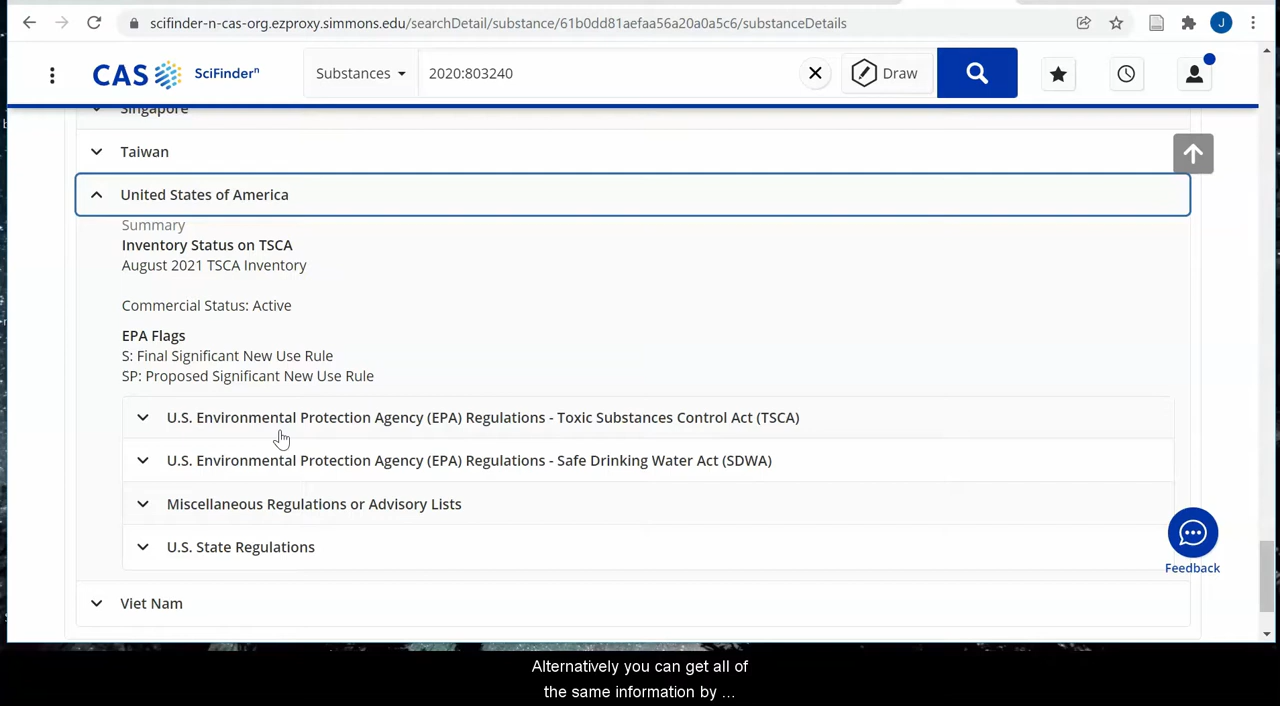 scifinder-n-cas-org.ezproxy.simmons.edu/searchDetail/substance/61b0dd81aefaa56a20a0a5c6/substanceDetails
J
CAS SciFinderⁿ
Substances
2020:803240
Draw
Singapore
Taiwan
United States of America
Summary
Inventory Status on TSCA
August 2021 TSCA Inventory
Commercial Status: Active
EPA Flags
S: Final Significant New Use Rule
SP: Proposed Significant New Use Rule
U.S. Environmental Protection Agency (EPA) Regulations - Toxic Substances Control Act (TSCA)
U.S. Environmental Protection Agency (EPA) Regulations - Safe Drinking Water Act (SDWA)
Miscellaneous Regulations or Advisory Lists
U.S. State Regulations
Feedback
Viet Nam
Alternatively you can get all of
the same information by ...